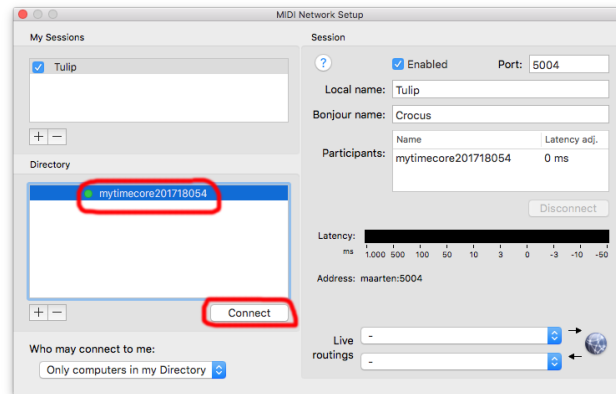 MIDI Network Setup
My Sessions
Tulip
+ −
Directory
mytimecore201718054
+ −
Connect
Who may connect to me:
Only computers in my Directory
Session
?
Enabled
Port: 5004
Local name: Tulip
Bonjour name: Crocus
Participants:
Name Latency adj.
mytimecore201718054 0 ms
Disconnect
Latency:
ms 1.000 500 100 50 10 3 0 -3 -10 -50
Address: maarten:5004
Live routings
-
-